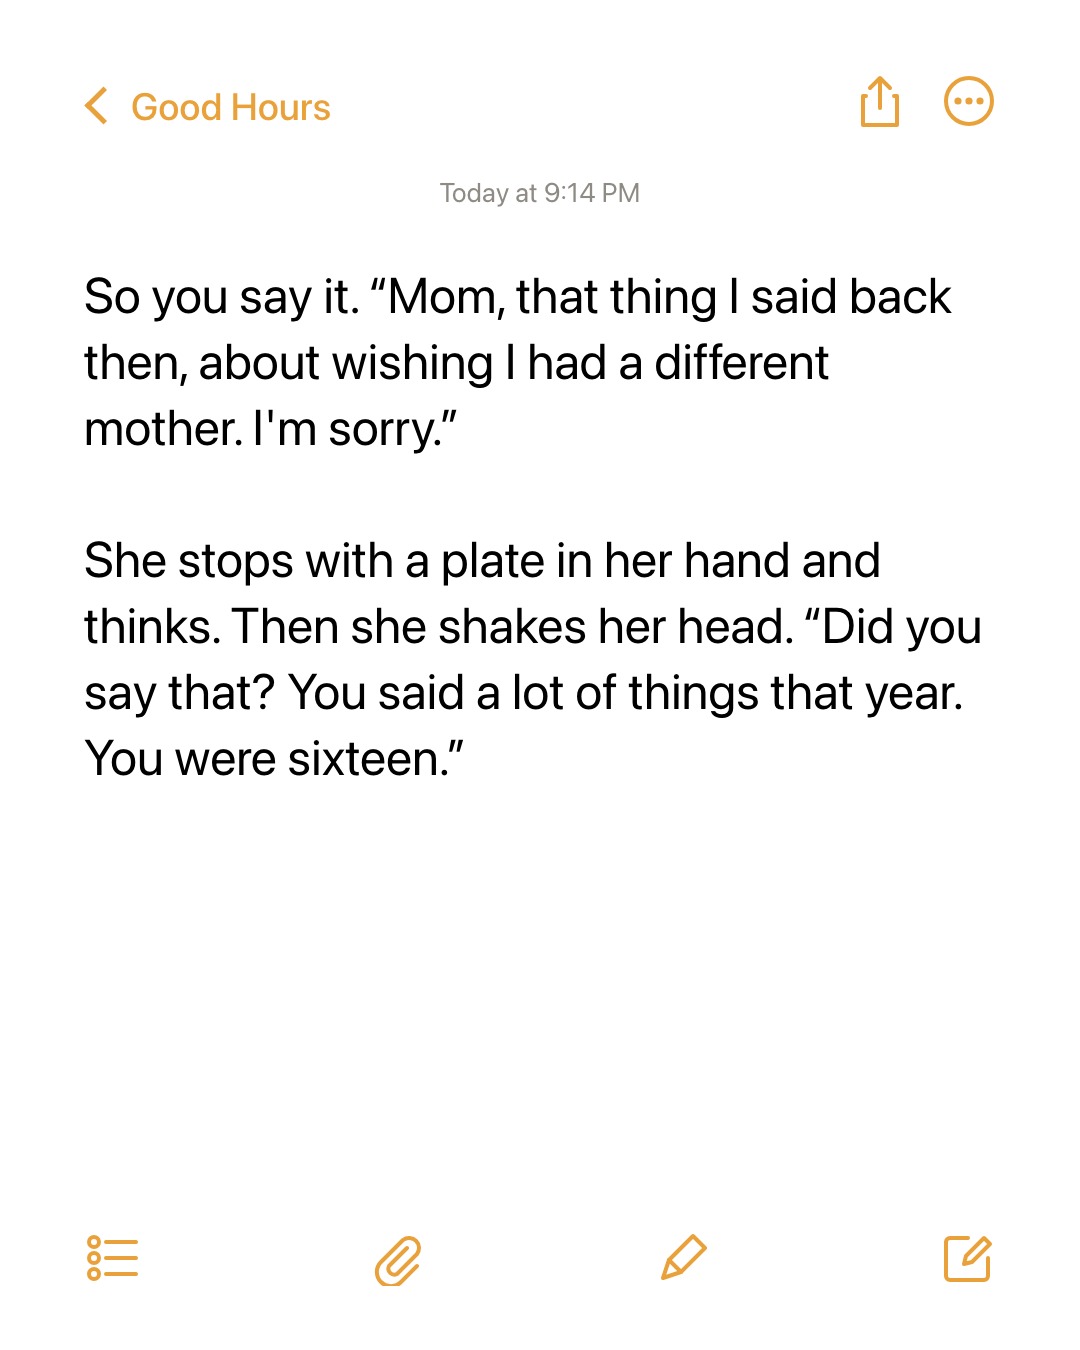 Good Hours
Today at 9:14 PM
So you say it. “Mom, that thing I said back
then, about wishing I had a different
mother. I'm sorry.”
She stops with a plate in her hand and
thinks. Then she shakes her head. “Did you
say that? You said a lot of things that year.
You were sixteen.”